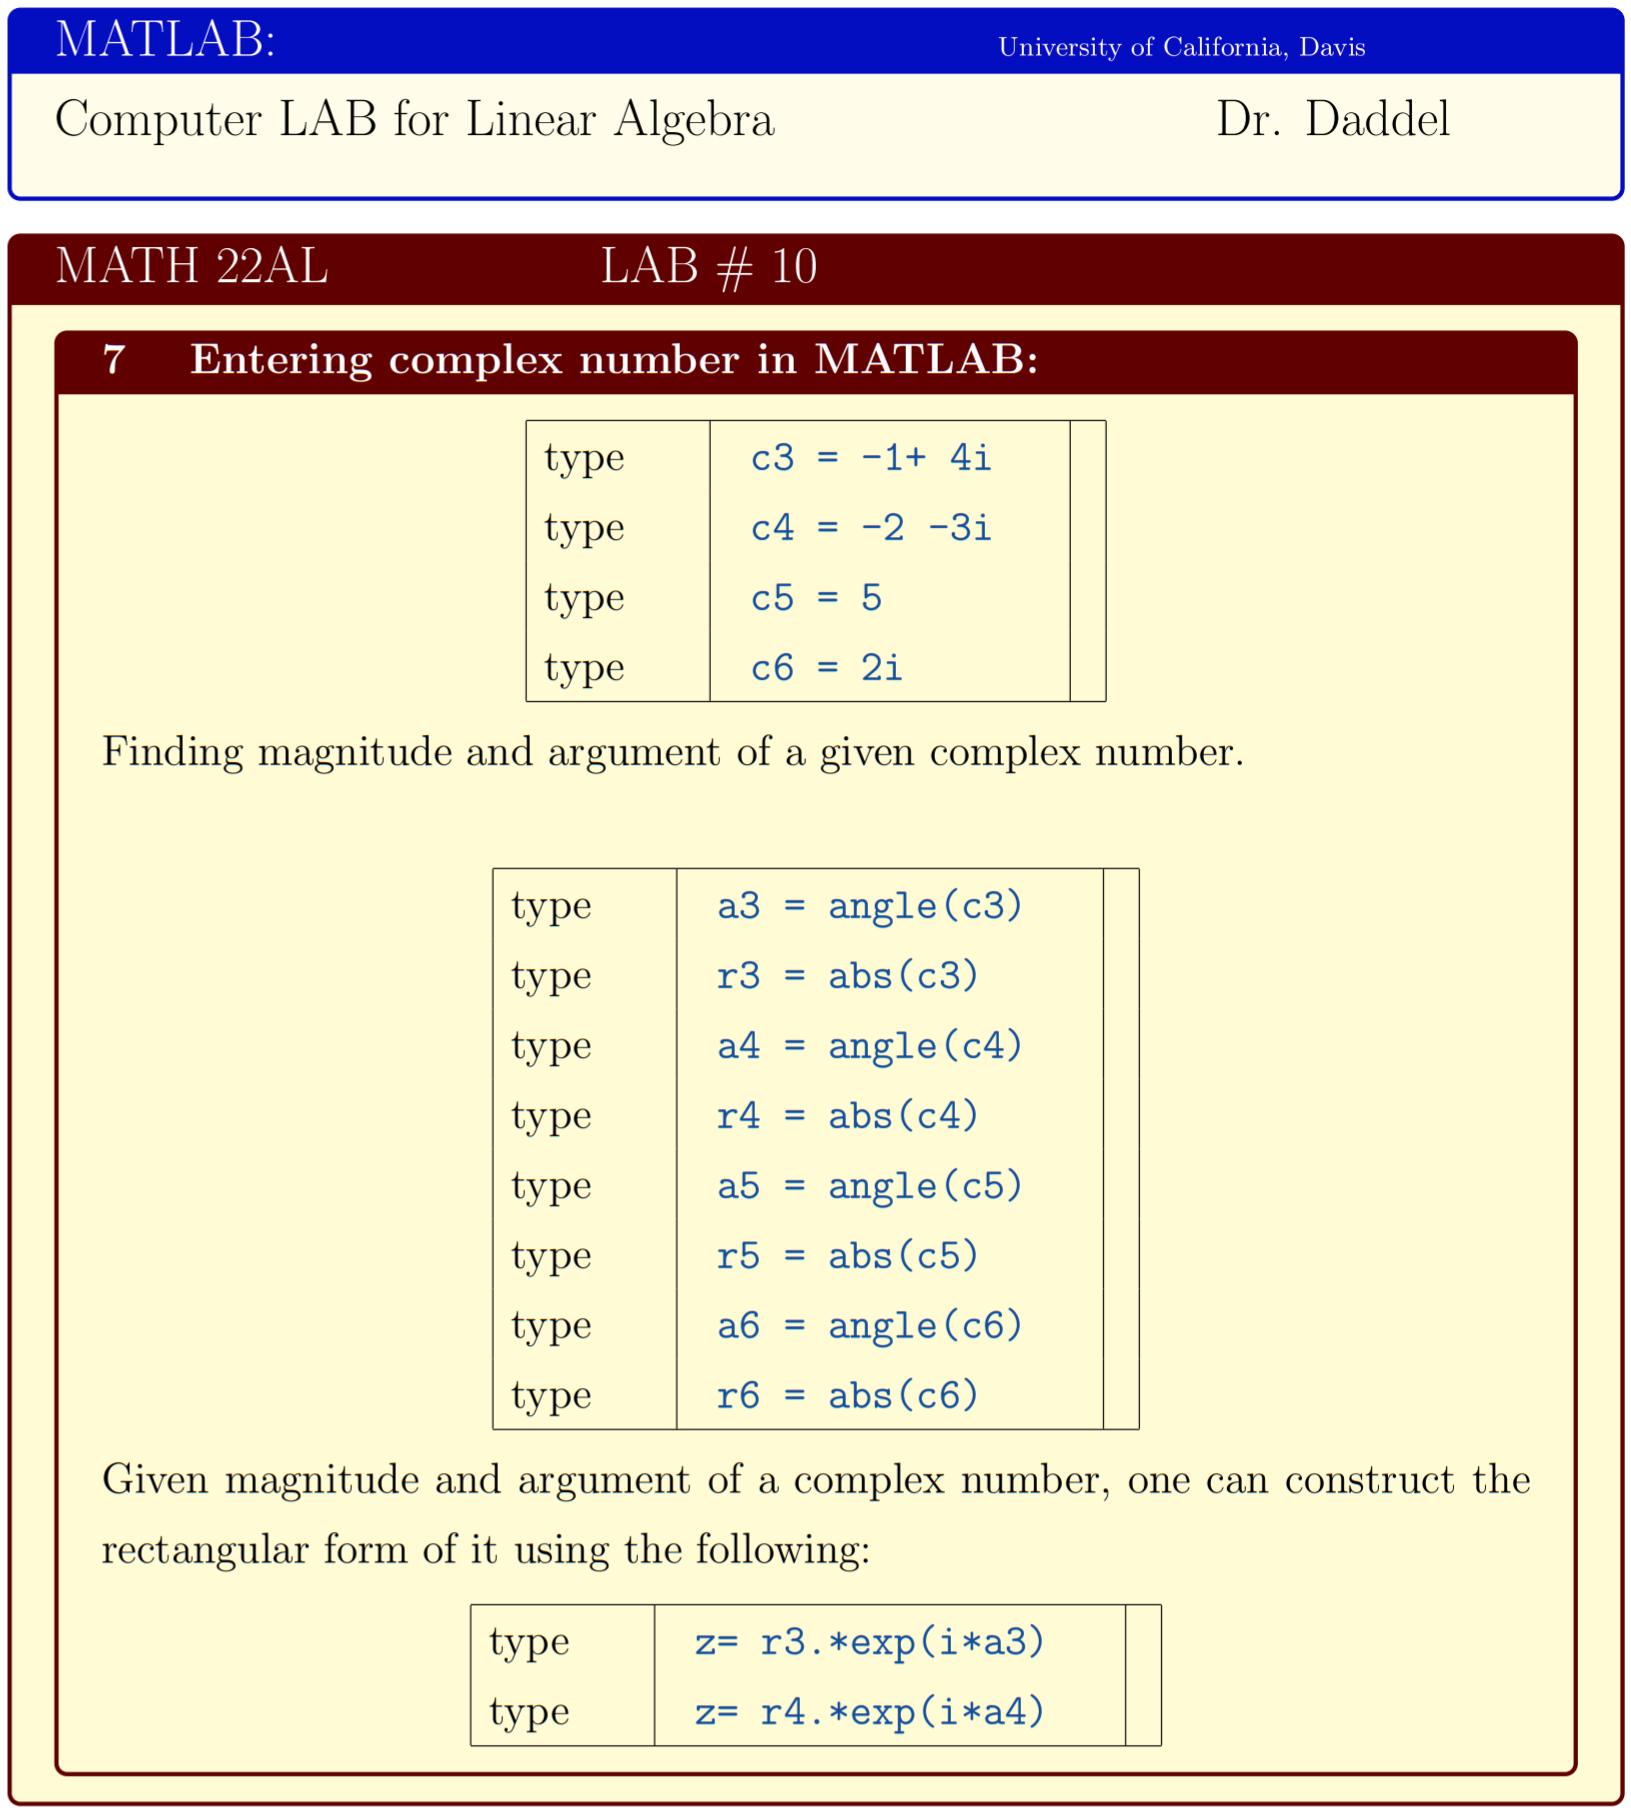 MATLAB: University of California, Davis
Computer LAB for Linear Algebra Dr. Daddel
MATH 22AL LAB # 10
7 Entering complex number in MATLAB:
type c3 = -1+ 4i
type c4 = -2 -3i
type c5 = 5
type c6 = 2i
Finding magnitude and argument of a given complex number.
type a3 = angle(c3)
type r3 = abs(c3)
type a4 = angle(c4)
type r4 = abs(c4)
type a5 = angle(c5)
type r5 = abs(c5)
type a6 = angle(c6)
type r6 = abs(c6)
Given magnitude and argument of a complex number, one can construct the
rectangular form of it using the following:
type z= r3.*exp(i*a3)
type z= r4.*exp(i*a4)